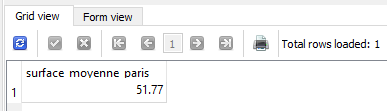 Grid view Form view
1 Total rows loaded: 1
surface moyenne paris
1 51.77